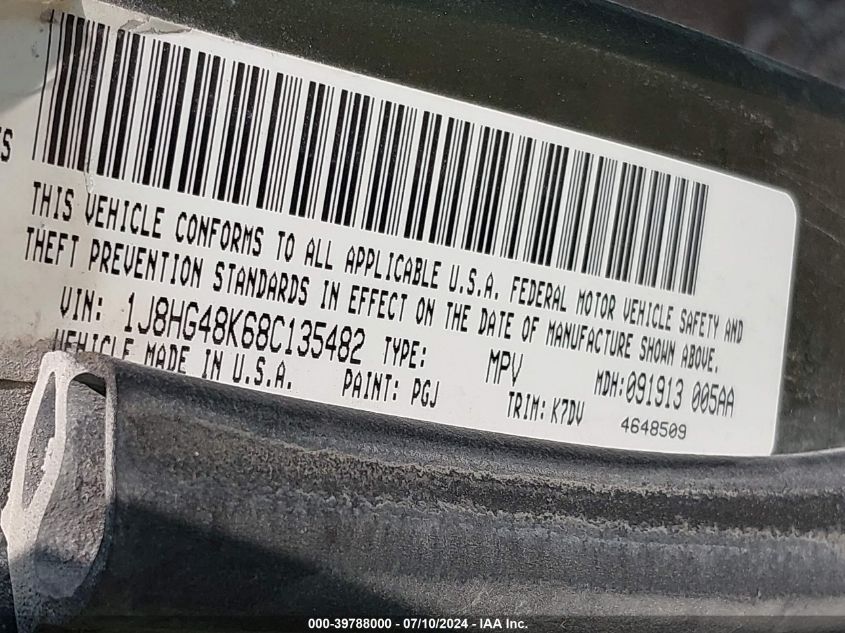 THIS VEHICLE CONFORMS TO ALL APPLICABLE U.S.A. FEDERAL MOTOR VEHICLE SAFETY AND
THEFT PREVENTION STANDARDS IN EFFECT ON THE DATE OF MANUFACTURE SHOWN ABOVE.
VIN: 1J8HG48K68C135482 TYPE: MPV MDH:091913 005AA
VEHICLE MADE IN U.S.A. PAINT: PGJ TRIM: K7DV 4648509
000-39788000 - 07/10/2024 - IAA Inc.